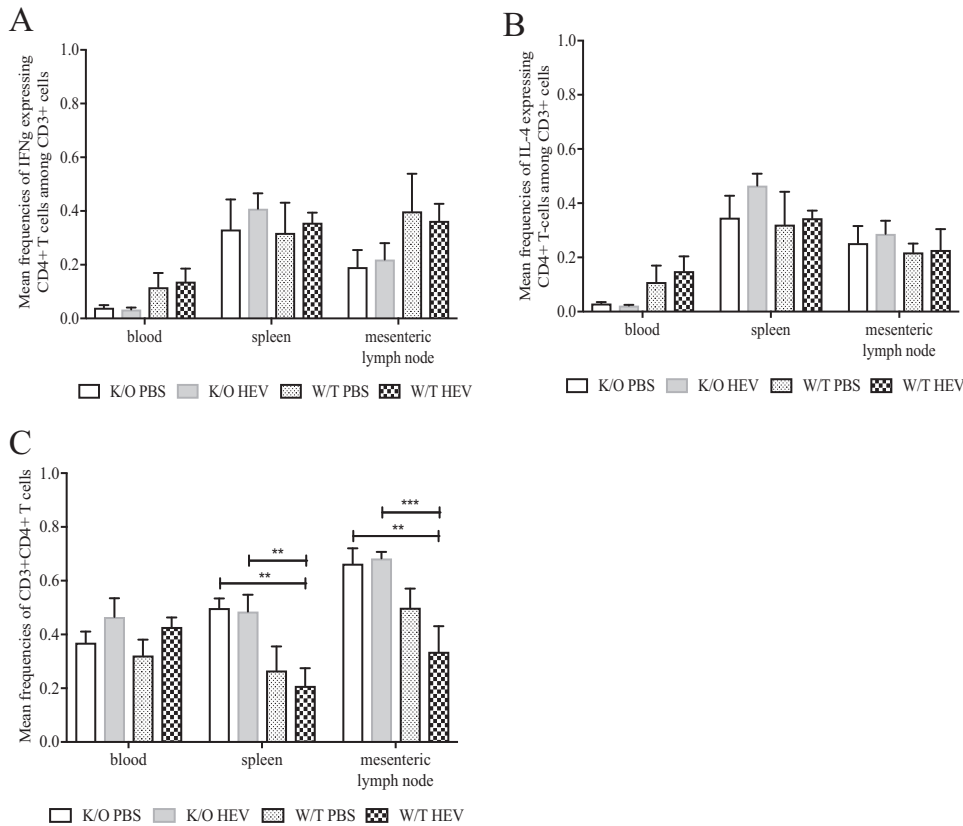 A
Mean frequencies of IFNg expressing
CD4+ T cells among CD3+ cells
1.0
0.8
0.6
0.4
0.2
0.0
blood
spleen
mesenteric
lymph node
K/O PBS
K/O HEV
W/T PBS
W/T HEV
B
Mean frequencies of IL-4 expressing
CD4+ T-cells among CD3+ cells
1.0
0.8
0.6
0.4
0.2
0.0
blood
spleen
mesenteric
lymph node
K/O PBS
K/O HEV
W/T PBS
W/T HEV
C
Mean frequencies of CD3+CD4+ T cells
1.0
0.8
0.6
0.4
0.2
0.0
**
**
***
**
blood
spleen
mesenteric
lymph node
K/O PBS
K/O HEV
W/T PBS
W/T HEV